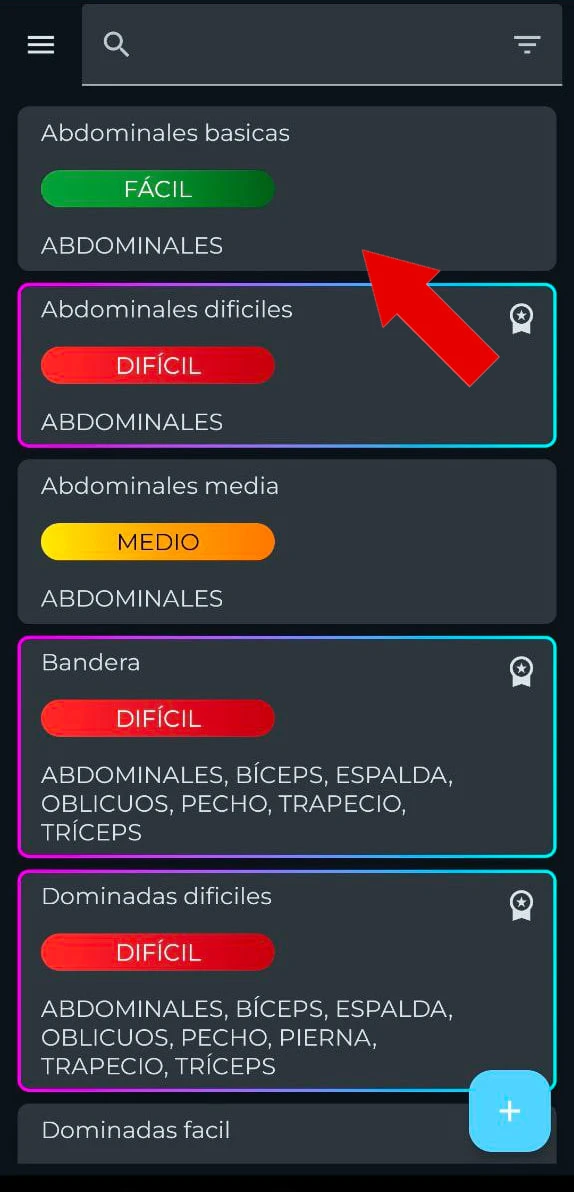 Abdominales basicas
FÁCIL
ABDOMINALES
Abdominales dificiles
DIFÍCIL
ABDOMINALES
Abdominales media
MEDIO
ABDOMINALES
Bandera
DIFÍCIL
ABDOMINALES, BÍCEPS, ESPALDA,
OBLICUOS, PECHO, TRAPECIO,
TRÍCEPS
Dominadas dificiles
DIFÍCIL
ABDOMINALES, BÍCEPS, ESPALDA,
OBLICUOS, PECHO, PIERNA,
TRAPECIO, TRÍCEPS
Dominadas facil